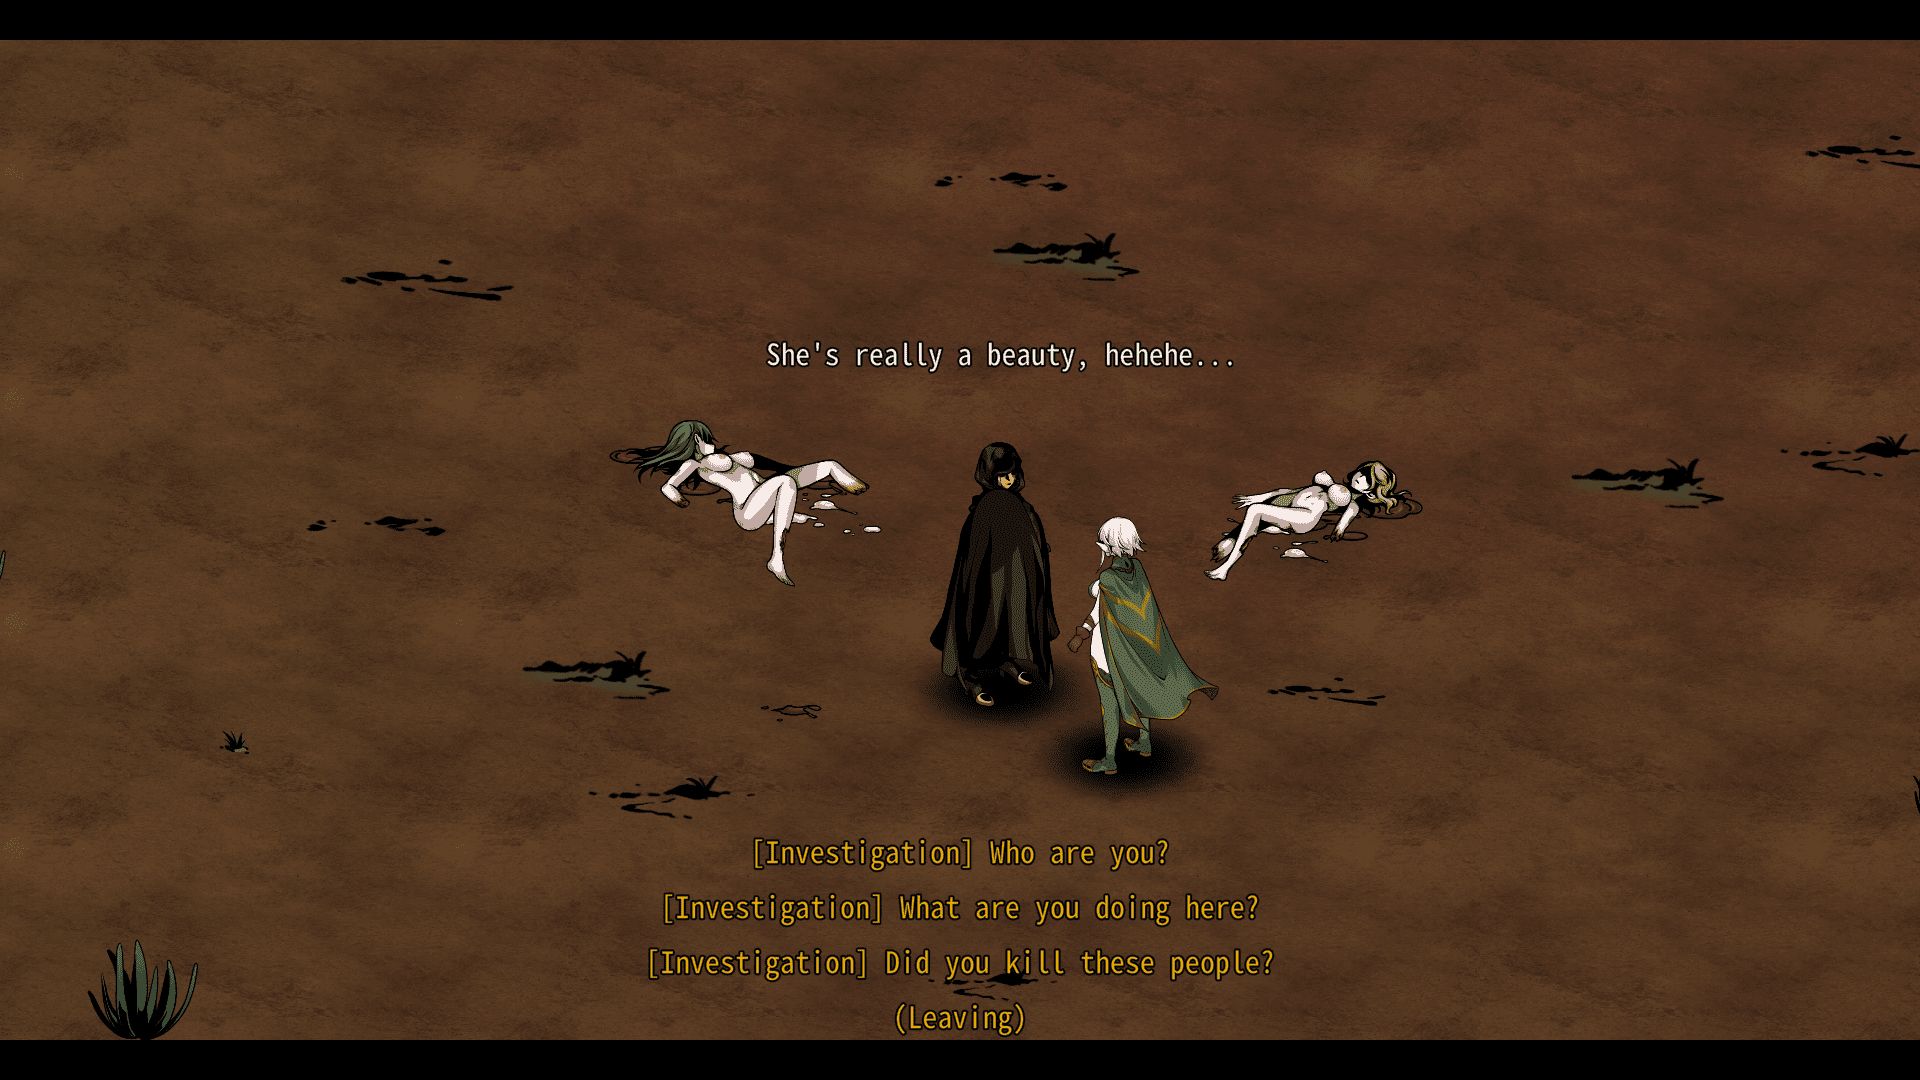 She's really a beauty, hehehe...
[Investigation] Who are you?
[Investigation] What are you doing here?
[Investigation] Did you kill these people?
(Leaving)